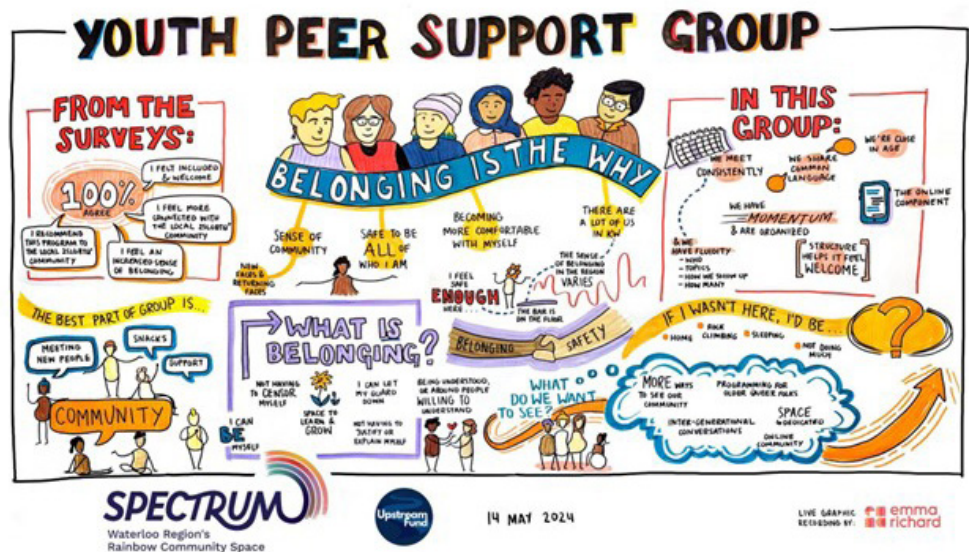 YOUTH PEER SUPPORT GROUP
FROM THE
SURVEYS:
100%
AGREE
I FELT INCLUDED
& WELCOME
I FEEL MORE
CONNECTED WITH
THE LOCAL 2SLGBTQ+
COMMUNITY
I RECOMMEND
THIS PROGRAM TO
THE LOCAL 2SLGBTQ+
COMMUNITY
I FEEL AN
INCREASED SENSE
OF BELONGING
BELONGING IS THE WHY
SENSE OF
COMMUNITY
NEW
FACES &
RETURNING
FACES
SAFE TO BE
ALL OF
WHO I AM
BECOMING
MORE COMFORTABLE
WITH MYSELF
THERE ARE
A LOT OF US
IN KW
I FEEL
SAFE
ENOUGH
HERE...
THE SENSE
OF BELONGING
IN THE REGION
VARIES
THE BAR IS
ON THE FLOOR
IN THIS
GROUP:
WE MEET
CONSISTENTLY
WE SHARE
COMMON
LANGUAGE
WE'RE CLOSE
IN AGE
THE ONLINE
COMPONENT
WE HAVE
MOMENTUM
& ARE ORGANIZED
& WE
HAVE FLUIDITY
- WHO
- TOPICS
- HOW WE SHOW UP
- HOW MANY
STRUCTURE
HELPS IT FEEL
WELCOME
THE BEST PART OF GROUP IS...
MEETING
NEW PEOPLE
SNACKS
SUPPORT
COMMUNITY
WHAT IS
BELONGING?
NOT HAVING
TO CENSOR
MYSELF
SPACE TO
LEARN &
GROW
I CAN LET
MY GUARD
DOWN
NOT HAVING TO
JUSTIFY OR
EXPLAIN MYSELF
I CAN
BE
MYSELF
BEING UNDERSTOOD,
OR AROUND PEOPLE
WILLING TO
UNDERSTAND
BELONGING
SAFETY
WHAT
DO WE WANT
TO SEE?
IF I WASN'T HERE, I'D BE...
HOME
ROCK
CLIMBING
SLEEPING
NOT DOING
MUCH
?
MORE WAYS
TO SEE OUR
COMMUNITY
PROGRAMMING FOR
OLDER QUEER FOLKS
INTER-GENERATIONAL
CONVERSATIONS
SPACE
DEDICATED
ONLINE
COMMUNITY
SPECTRUM
Waterloo Region's
Rainbow Community Space
Upstream
Fund
14 MAY 2024
LIVE GRAPHIC
RECORDING BY:
emma
richard